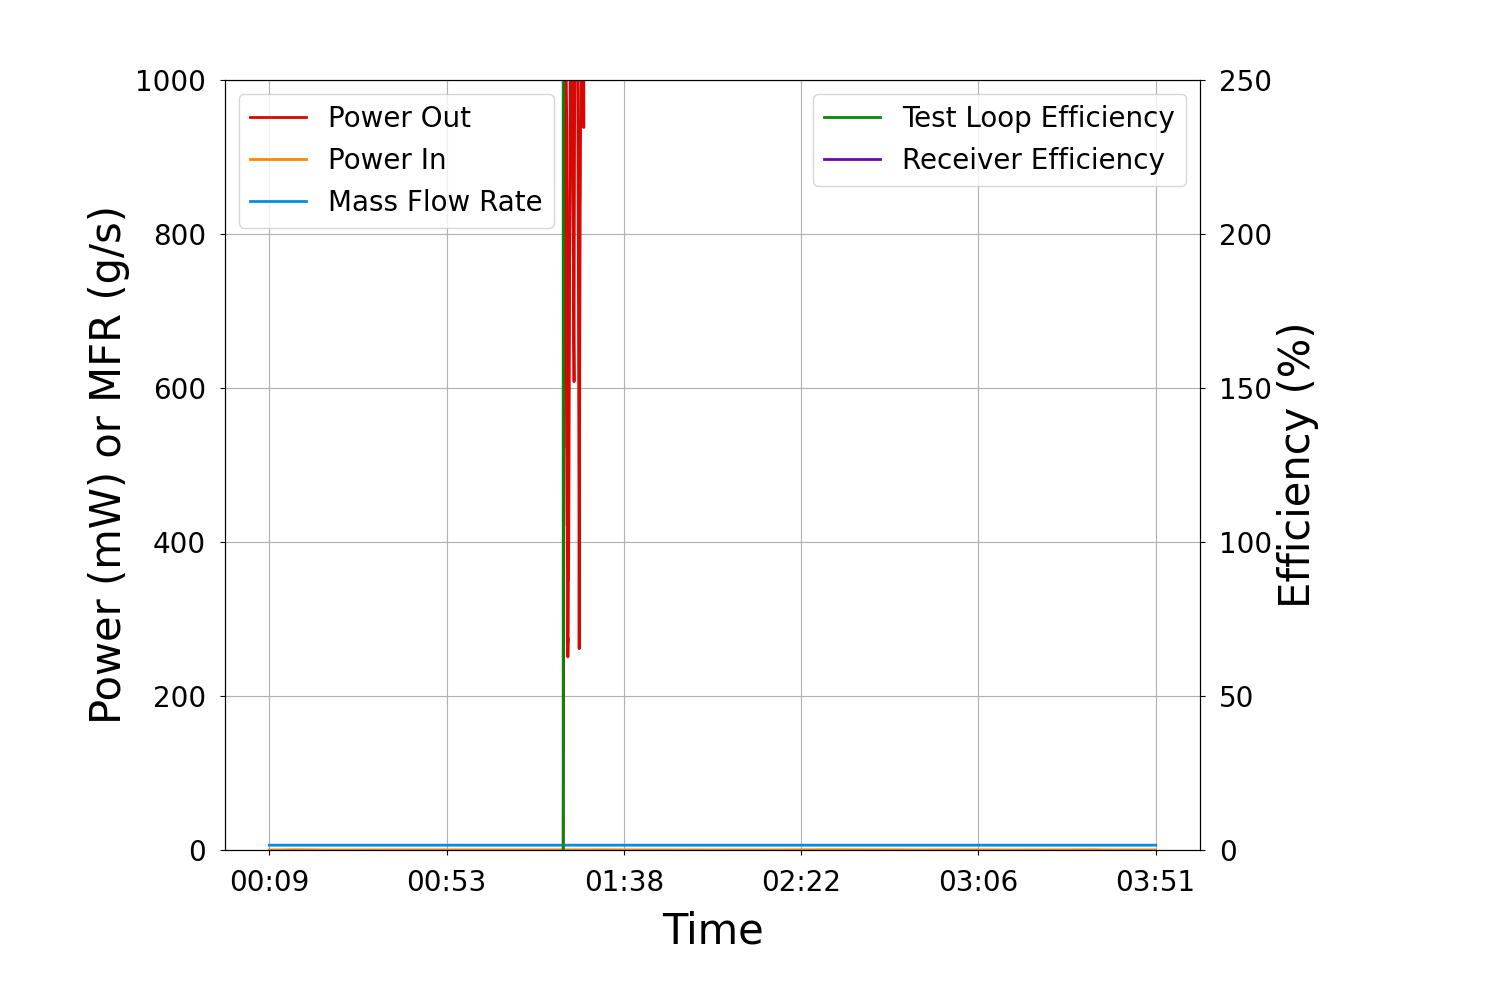 1000
800
600
400
200
0
Power (mW) or MFR (g/s)
Power Out
Power In
Mass Flow Rate
Test Loop Efficiency
Receiver Efficiency
250
200
150
100
50
0
Efficiency (%)
00:09 00:53 01:38 02:22 03:06 03:51
Time